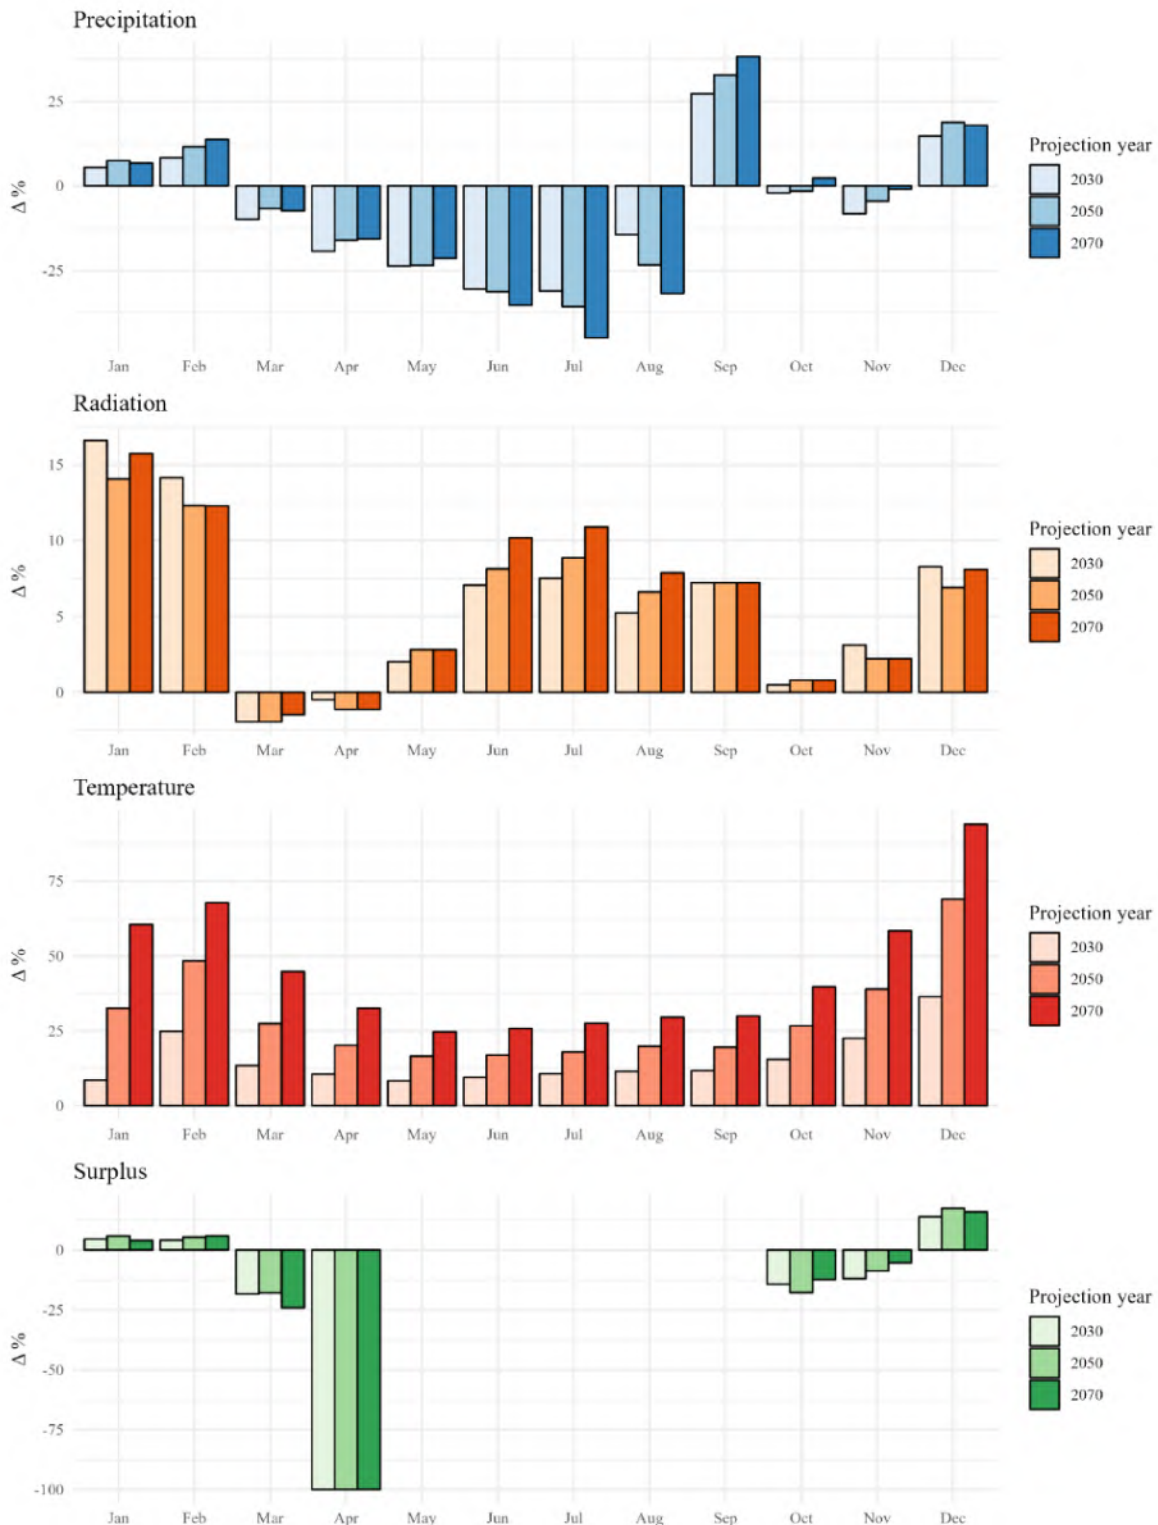 Precipitation
25
0
-25
Δ %
Jan Feb Mar Apr May Jun Jul Aug Sep Oct Nov Dec
Projection year
2030
2050
2070
Radiation
15
10
5
0
Δ %
Jan Feb Mar Apr May Jun Jul Aug Sep Oct Nov Dec
Projection year
2030
2050
2070
Temperature
75
50
25
0
Δ %
Jan Feb Mar Apr May Jun Jul Aug Sep Oct Nov Dec
Projection year
2030
2050
2070
Surplus
0
-25
-50
-75
-100
Δ %
Jan Feb Mar Apr May Jun Jul Aug Sep Oct Nov Dec
Projection year
2030
2050
2070